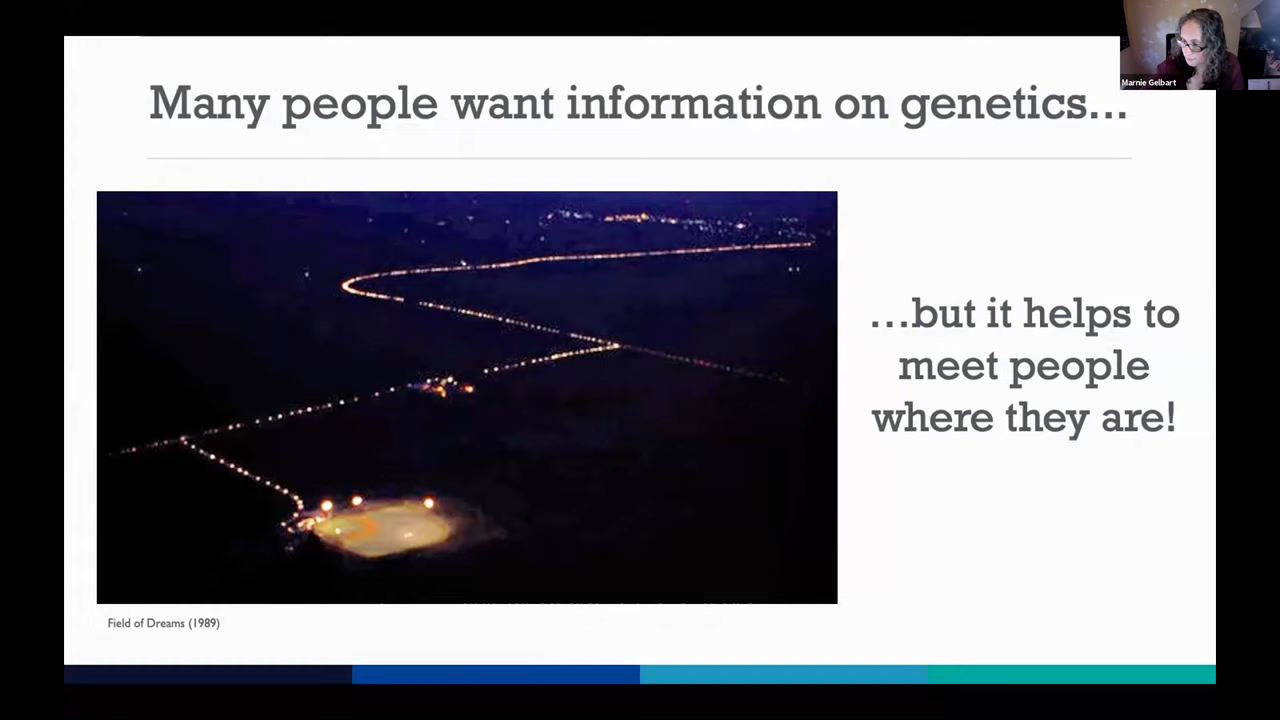 Marnie Gelbart
Many people want information on genetics...
...but it helps to
meet people
where they are!
Field of Dreams (1989)